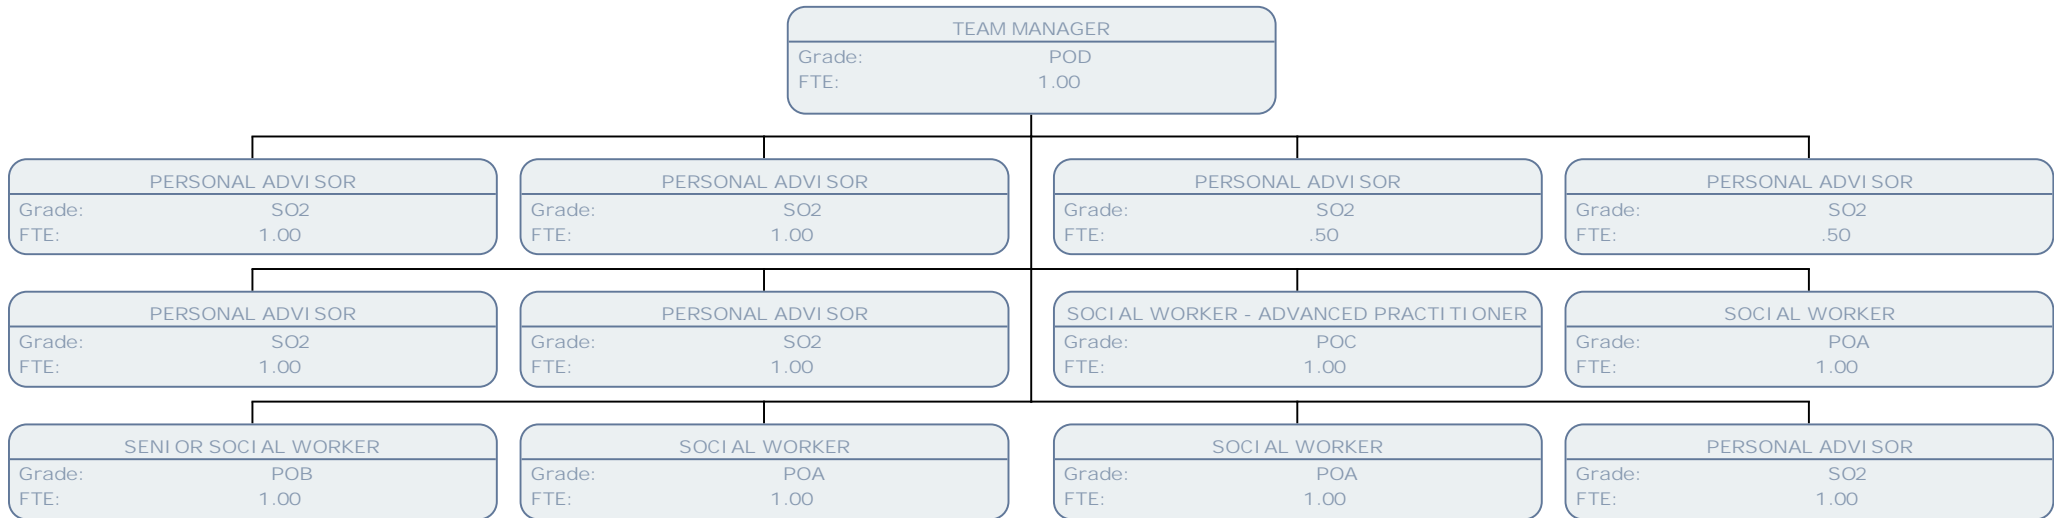 TEAM MANAGER
Grade: POD
FTE: 1.00
PERSONAL ADVISOR
Grade: SO2
FTE: 1.00
PERSONAL ADVISOR
Grade: SO2
FTE: 1.00
PERSONAL ADVISOR
Grade: SO2
FTE: .50
PERSONAL ADVISOR
Grade: SO2
FTE: .50
PERSONAL ADVISOR
Grade: SO2
FTE: 1.00
PERSONAL ADVISOR
Grade: SO2
FTE: 1.00
SOCIAL WORKER - ADVANCED PRACTITIONER
Grade: POC
FTE: 1.00
SOCIAL WORKER
Grade: POA
FTE: 1.00
SENIOR SOCIAL WORKER
Grade: POB
FTE: 1.00
SOCIAL WORKER
Grade: POA
FTE: 1.00
SOCIAL WORKER
Grade: POA
FTE: 1.00
PERSONAL ADVISOR
Grade: SO2
FTE: 1.00